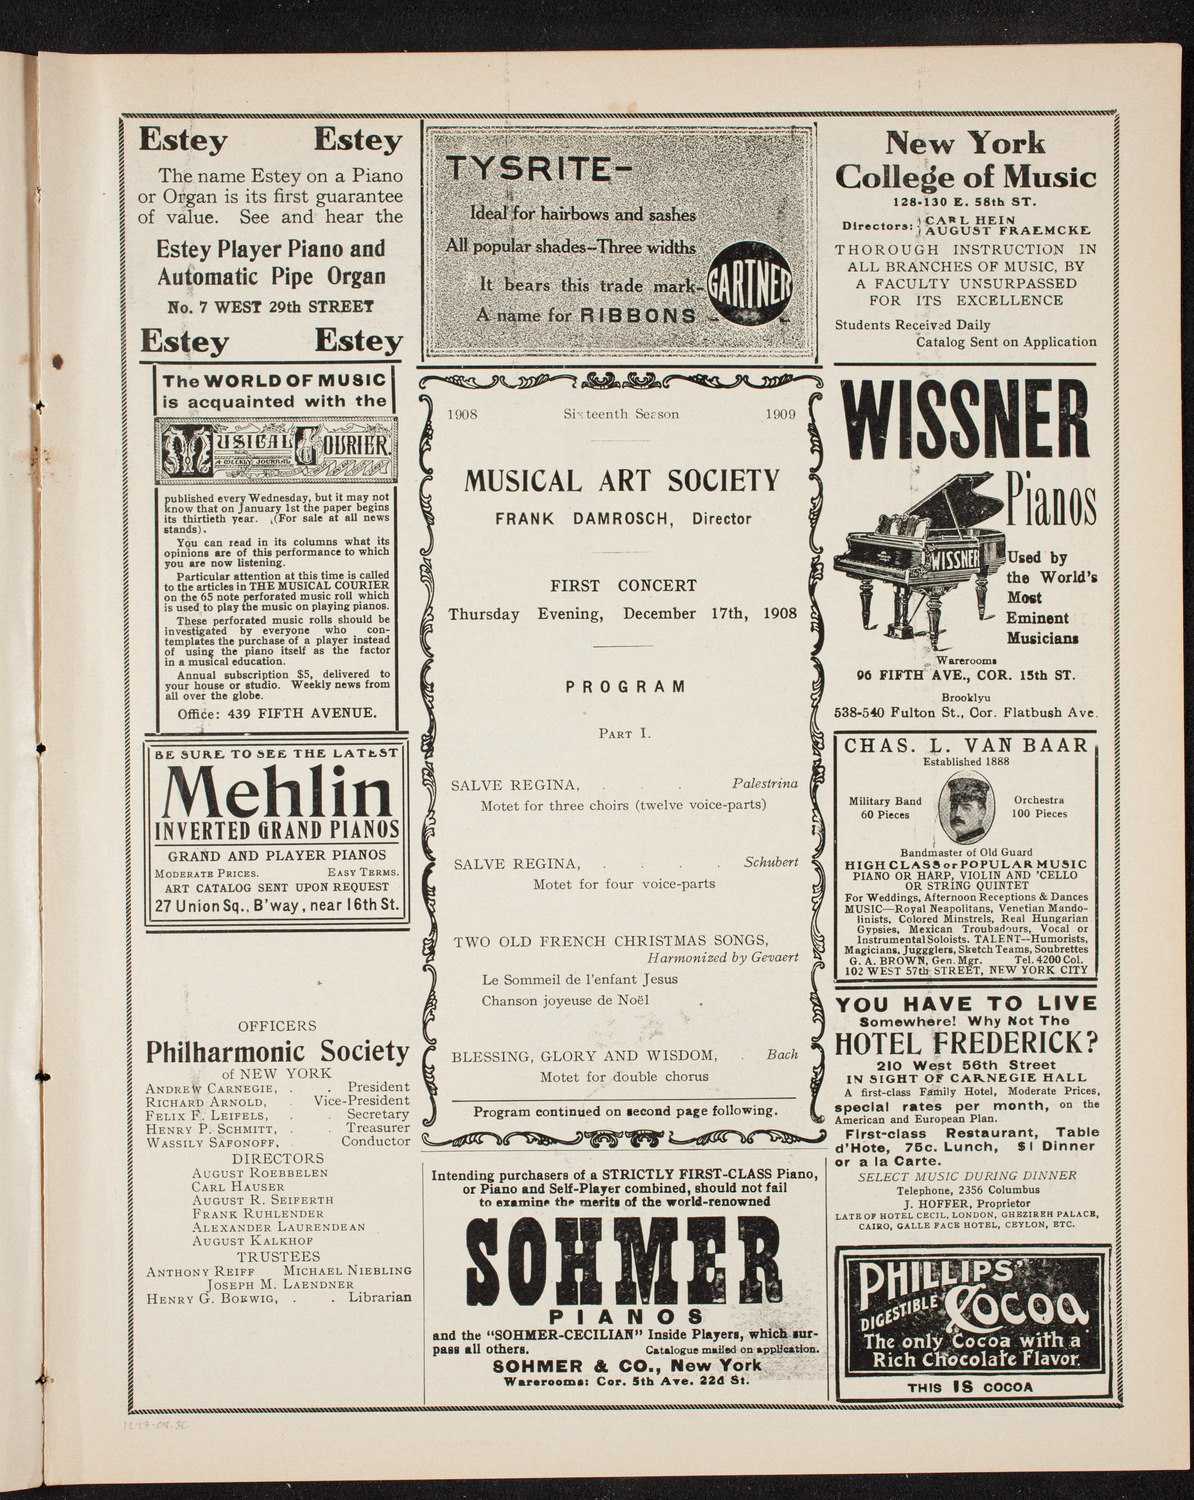 Estey Estey
The name Estey on a Piano
or Organ is its first guarantee
of value. See and hear the
Estey Player Piano and
Automatic Pipe Organ
No. 7 WEST 29th STREET
Estey Estey
The WORLD OF MUSIC
is acquainted with the
MUSICAL COURIER.
A WEEKLY JOURNAL
published every Wednesday, but it may not
know that on January 1st the paper begins
its thirtieth year. (For sale at all news
stands).
You can read in its columns what its
opinions are of this performance to which
you are now listening.
Particular attention at this time is called
to the articles in THE MUSICAL COURIER
on the 65 note perforated music roll which
is used to play the music on playing pianos.
These perforated music rolls should be
investigated by everyone who con-
templates the purchase of a player instead
of using the piano itself as the factor
in a musical education.
Annual subscription $5, delivered to
your house or studio. Weekly news from
all over the globe.
Office: 439 FIFTH AVENUE.
BE SURE TO SEE THE LATEST
Mehlin
INVERTED GRAND PIANOS
GRAND AND PLAYER PIANOS
MODERATE PRICES. EASY TERMS.
ART CATALOG SENT UPON REQUEST
27 Union Sq., B'way, near 16th St.
OFFICERS
Philharmonic Society
of NEW YORK
ANDREW CARNEGIE, . . President
RICHARD ARNOLD, . Vice-President
FELIX F. LEIFELS, . . Secretary
HENRY P. SCHMITT, . . Treasurer
WASSILY SAFONOFF, . Conductor
DIRECTORS
AUGUST ROEBBELEN
CARL HAUSER
AUGUST R. SEIFERTH
FRANK RUHLENDER
ALEXANDER LAURENDEAN
AUGUST KALKHOF
TRUSTEES
ANTHONY REIFF MICHAEL NIEBLING
JOSEPH M. LAENDNER
HENRY G. BOEWIG, . . Librarian
TYSRITE-
Ideal for hairbows and sashes
All popular shades-Three widths
It bears this trade mark-
A name for RIBBONS -
GARTNER
1908 Sixteenth Season 1909
MUSICAL ART SOCIETY
FRANK DAMROSCH, Director
FIRST CONCERT
Thursday Evening, December 17th, 1908
PROGRAM
PART I.
SALVE REGINA, . . . Palestrina
Motet for three choirs (twelve voice-parts)
SALVE REGINA, . . . . Schubert
Motet for four voice-parts
TWO OLD FRENCH CHRISTMAS SONGS,
Harmonized by Gevaert
Le Sommeil de l'enfant Jesus
Chanson joyeuse de Noël
BLESSING, GLORY AND WISDOM, . Bach
Motet for double chorus
Program continued on second page following.
Intending purchasers of a STRICTLY FIRST-CLASS Piano,
or Piano and Self-Player combined, should not fail
to examine the merits of the world-renowned
SOHMER
PIANOS
and the "SOHMER-CECILIAN" Inside Players, which sur-
pass all others. Catalogue mailed on application.
SOHMER & CO., New York
Warerooms: Cor. 5th Ave. 22d St.
New York
College of Music
128-130 E. 58th ST.
Directors: { CARL HEIN
AUGUST FRAEMCKE
THOROUGH INSTRUCTION IN
ALL BRANCHES OF MUSIC, BY
A FACULTY UNSURPASSED
FOR ITS EXCELLENCE
Students Received Daily
Catalog Sent on Application
WISSNER
Pianos
WISSNER
Used by
the World's
Most
Eminent
Musicians
Warerooms
96 FIFTH AVE., COR. 15th ST.
Brooklyu
538-540 Fulton St., Cor. Flatbush Ave.
CHAS. L. VAN BAAR
Established 1888
Military Band
60 Pieces
Orchestra
100 Pieces
Bandmaster of Old Guard
HIGH CLASS or POPULAR MUSIC
PIANO OR HARP, VIOLIN AND 'CELLO
OR STRING QUINTET
For Weddings, Afternoon Receptions & Dances
MUSIC—Royal Neapolitans, Venetian Mando-
linists, Colored Minstrels, Real Hungarian
Gypsies, Mexican Troubadours, Vocal or
Instrumental Soloists. TALENT--Humorists,
Magicians, Juggglers, Sketch Teams, Soubrettes
G. A. BROWN, Gen. Mgr. Tel. 4200 Col.
102 WEST 57th STREET, NEW YORK CITY
YOU HAVE TO LIVE
Somewhere! Why Not The
HOTEL FREDERICK?
210 West 56th Street
IN SIGHT OF CARNEGIE HALL
A first-class Family Hotel, Moderate Prices,
special rates per month, on the
American and European Plan.
First-class Restaurant, Table
d'Hote, 75c. Lunch, $1 Dinner
or a la Carte.
SELECT MUSIC DURING DINNER
Telephone, 2356 Columbus
J. HOFFER, Proprietor
LATE OF HOTEL CECIL, LONDON, GHEZIREH PALACE,
CAIRO, GALLE FACE HOTEL, CEYLON, ETC.
PHILLIPS'
DIGESTIBLE Cocoa
The only Cocoa with a
Rich Chocolate Flavor.
THIS IS COCOA